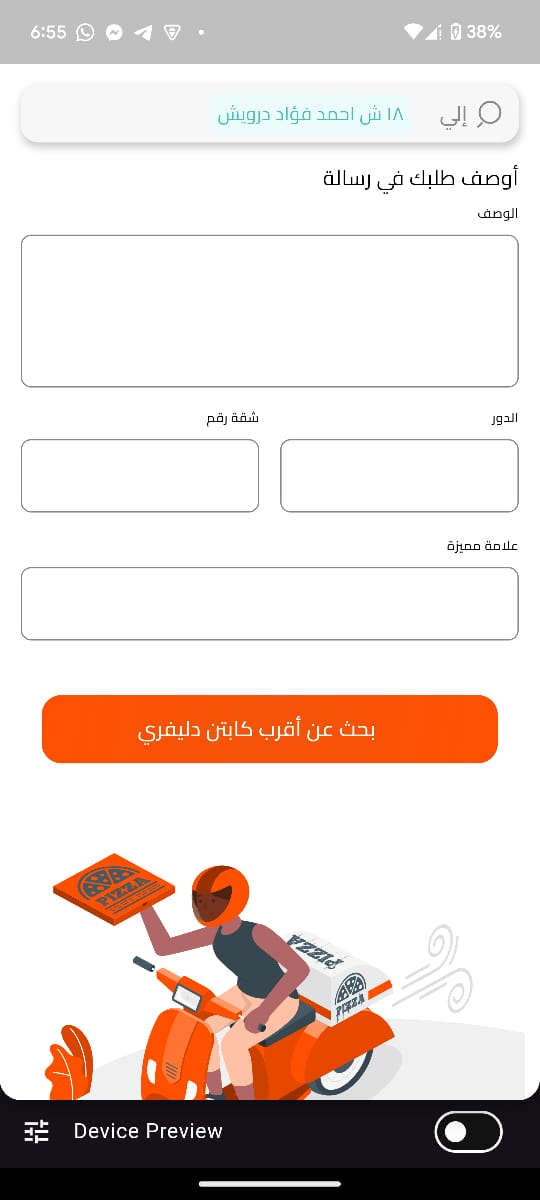 6:55
38%
إلي ١٨ ش احمد فؤاد درويش
أوصف طلبك في رسالة
الوصف
الدور
شقة رقم
علامة مميزة
بحث عن أقرب كابتن دليفري
PIZZA
PIZZA
PIZZA
Device Preview